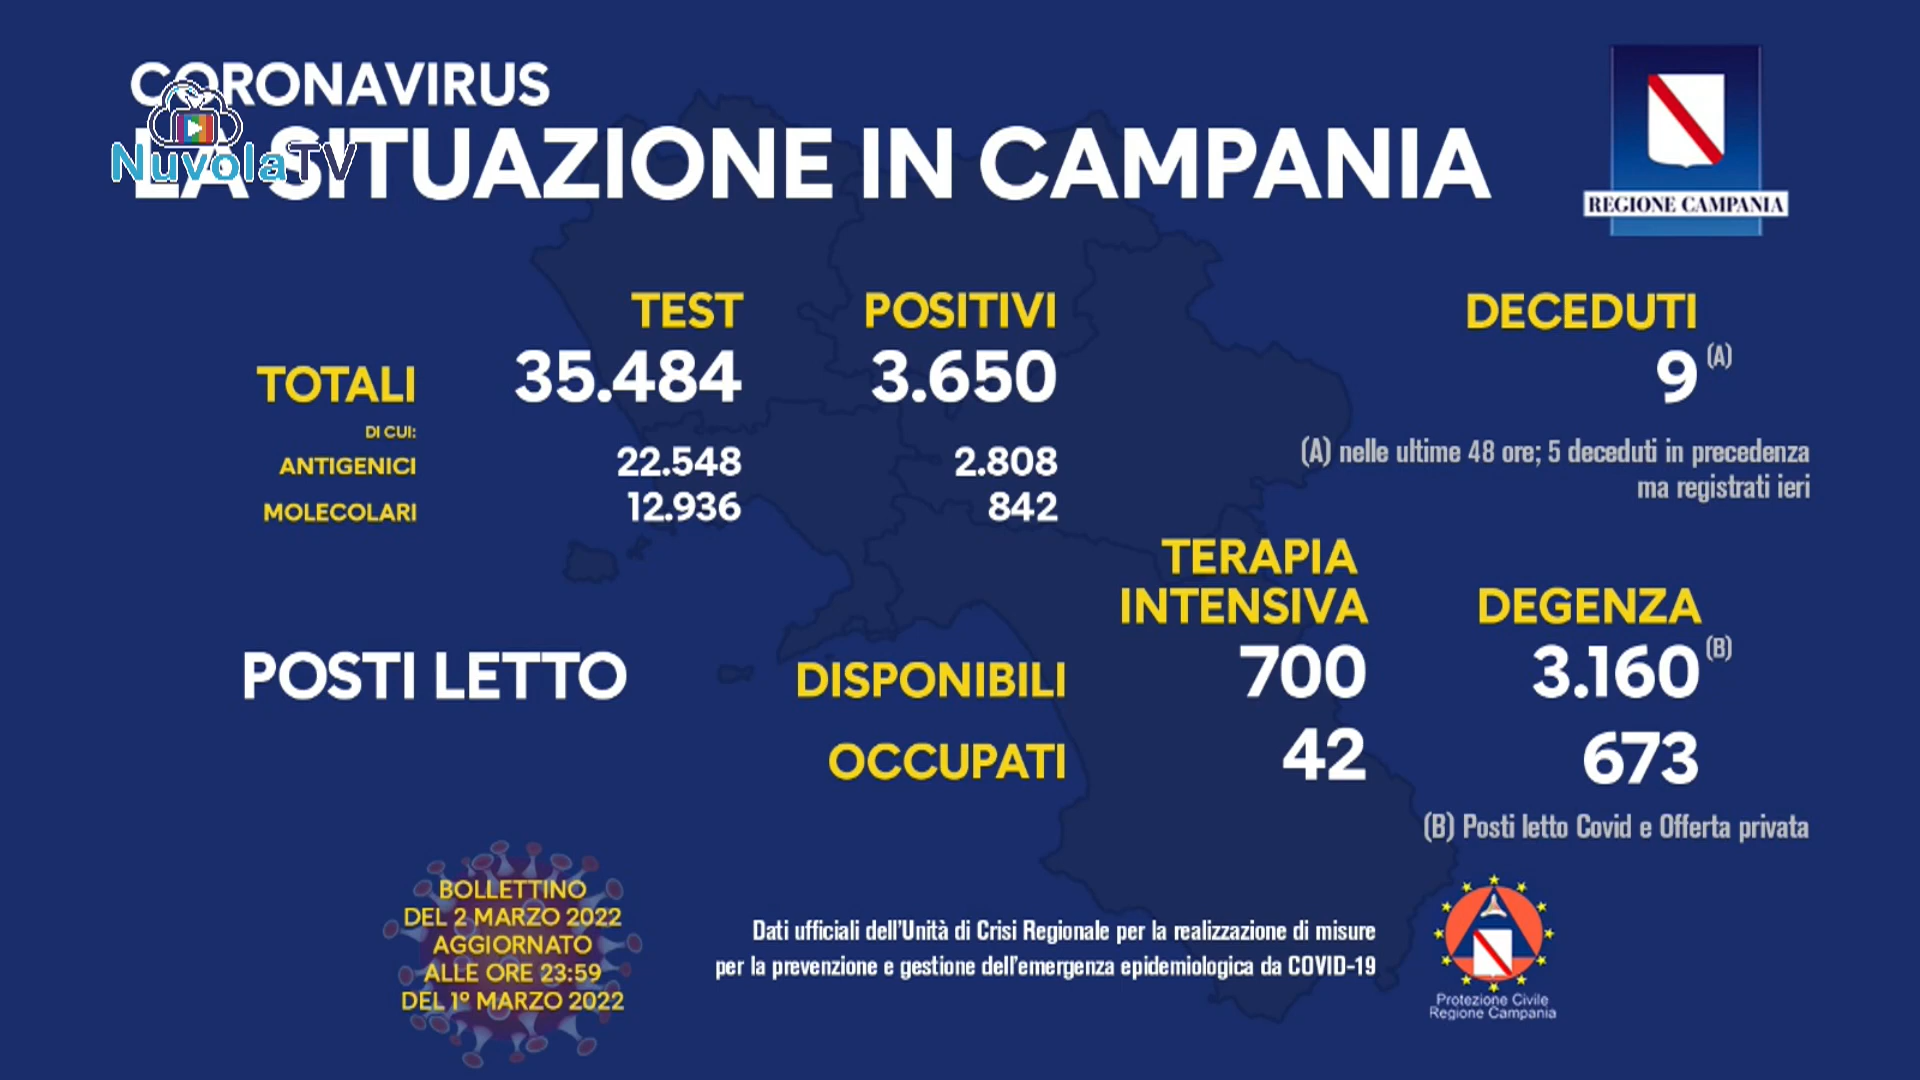 CORONAVIRUS
LA SITUAZIONE IN CAMPANIA
NuvolaTV
REGIONE CAMPANIA
TEST POSITIVI DECEDUTI
TOTALI 35.484 3.650 9 (A)
DI CUI:
ANTIGENICI 22.548 2.808
MOLECOLARI 12.936 842
(A) nelle ultime 48 ore; 5 deceduti in precedenza
ma registrati ieri
TERAPIA
INTENSIVA DEGENZA
POSTI LETTO DISPONIBILI 700 3.160 (B)
OCCUPATI 42 673
(B) Posti letto Covid e Offerta privata
BOLLETTINO
DEL 2 MARZO 2022
AGGIORNATO
ALLE ORE 23:59
DEL 1° MARZO 2022
Dati ufficiali dell'Unità di Crisi Regionale per la realizzazione di misure
per la prevenzione e gestione dell'emergenza epidemiologica da COVID-19
Protezione Civile
Regione Campania